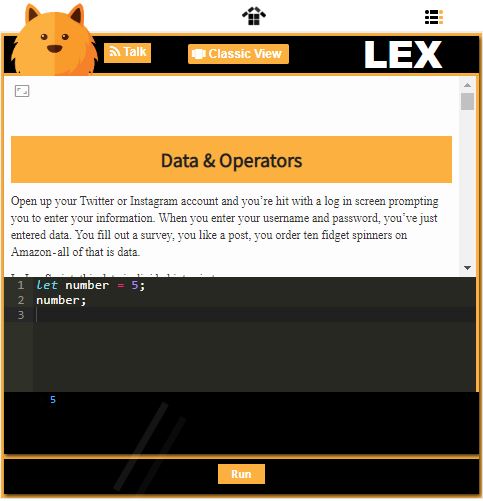 Talk
Classic View
LEX
Data & Operators
Open up your Twitter or Instagram account and you’re hit with a log in screen prompting
you to enter your information. When you enter your username and password, you’ve just
entered data. You fill out a survey, you like a post, you order ten fidget spinners on
Amazon-all of that is data.
1 let number = 5;
2 number;
3
5
Run